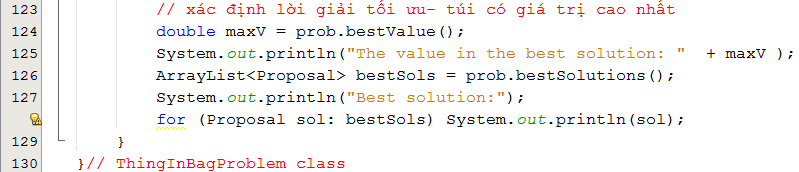 123 // xác định lời giải tối ưu- túi có giá trị cao nhất
124 double maxV = prob.bestValue();
125 System.out.println("The value in the best solution: "  + maxV );
126 ArrayList<Proposal> bestSols = prob.bestSolutions();
127 System.out.println("Best solution:");
for (Proposal sol: bestSols) System.out.println(sol);
129 }
130 }// ThingInBagProblem class